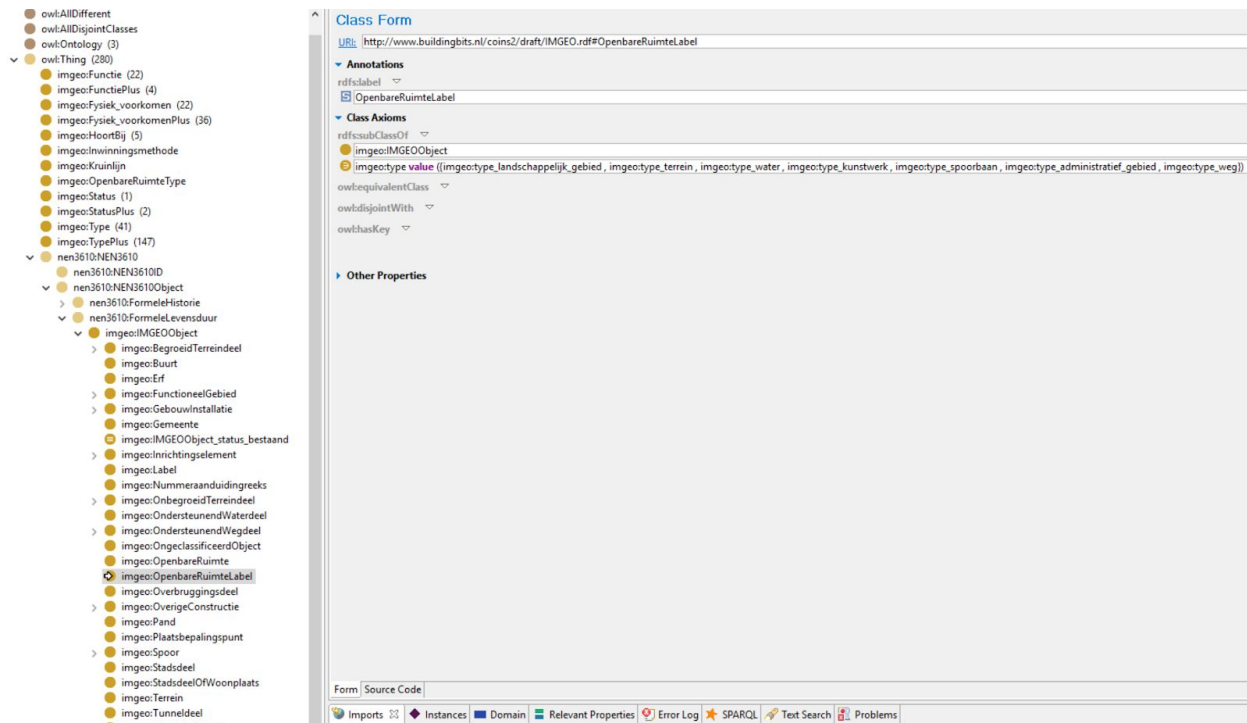 owl:AllDifferent
owl:AllDisjointClasses
owl:Ontology (3)
owl:Thing (280)
imgeo:Functie (22)
imgeo:FunctiePlus (4)
imgeo:Fysiek_voorkomen (22)
imgeo:Fysiek_voorkomenPlus (36)
imgeo:HoortBij (5)
imgeo:Inwinningsmethode
imgeo:Kruinlijn
imgeo:OpenbareRuimteType
imgeo:Status (1)
imgeo:StatusPlus (2)
imgeo:Type (41)
imgeo:TypePlus (147)
nen3610:NEN3610
nen3610:NEN3610ID
nen3610:NEN3610Object
nen3610:FormeleHistorie
nen3610:FormeleLevensduur
imgeo:IMGEOObject
imgeo:BegroeidTerreindeel
imgeo:Buurt
imgeo:Erf
imgeo:FunctioneelGebied
imgeo:GebouwInstallatie
imgeo:Gemeente
imgeo:IMGEOObject_status_bestaand
imgeo:Inrichtingselement
imgeo:Label
imgeo:Nummeraanduidingreeks
imgeo:OnbegroeidTerreindeel
imgeo:OndersteunendWaterdeel
imgeo:OndersteunendWegdeel
imgeo:OngeclassificeerdObject
imgeo:OpenbareRuimte
imgeo:OpenbareRuimteLabel
imgeo:Overbruggingsdeel
imgeo:OverigeConstructie
imgeo:Pand
imgeo:Plaatsbepalingspunt
imgeo:Spoor
imgeo:Stadsdeel
imgeo:StadsdeelOfWoonplaats
imgeo:Terrein
imgeo:Tunneldeel
Class Form
URI: http://www.buildingbits.nl/coins2/draft/IMGEO.rdf#OpenbareRuimteLabel
Annotations
rdfs:label
OpenbareRuimteLabel
Class Axioms
rdfs:subClassOf
imgeo:IMGEOObject
imgeo:type value ({imgeo:type_landschappelijk_gebied , imgeo:type_terrein , imgeo:type_water , imgeo:type_kunstwerk , imgeo:type_spoorbaan , imgeo:type_administratief_gebied , imgeo:type_weg})
owl:equivalentClass
owl:disjointWith
owl:hasKey
Other Properties
Form Source Code
Imports Instances Domain Relevant Properties Error Log SPARQL Text Search Problems